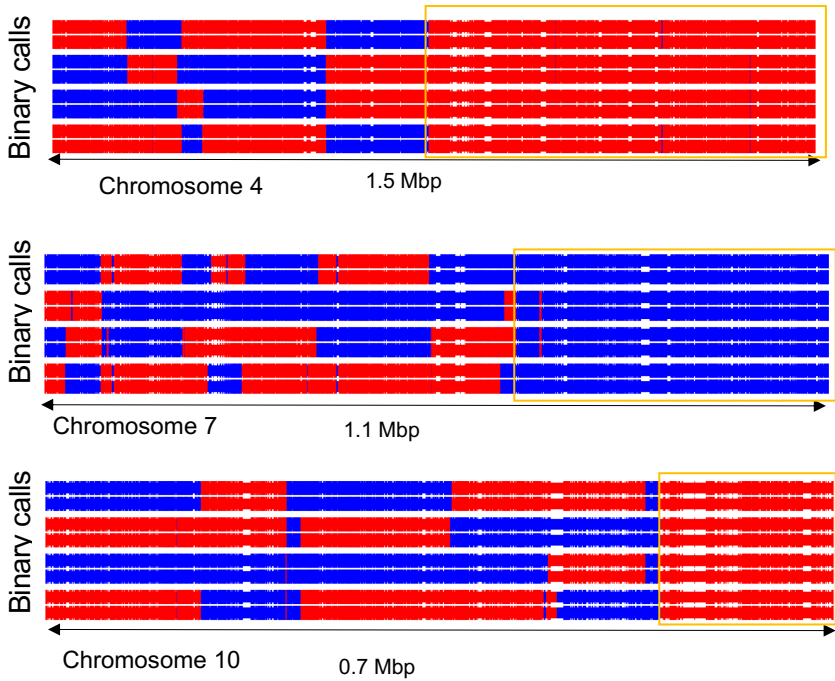 Binary calls
Chromosome 4
1.5 Mbp
Binary calls
Chromosome 7
1.1 Mbp
Binary calls
Chromosome 10
0.7 Mbp